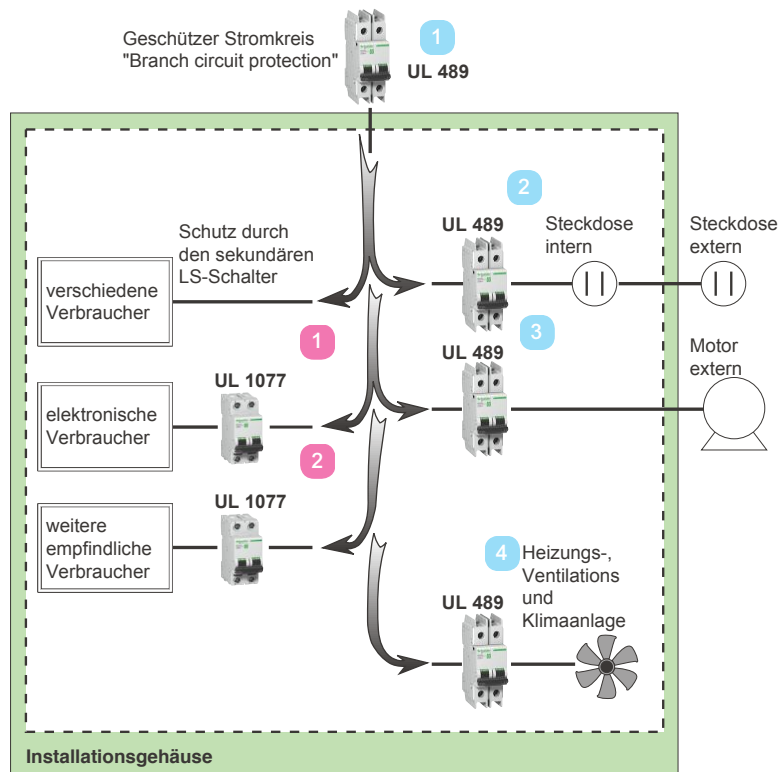 Geschützer Stromkreis
"Branch circuit protection"
1
UL 489
2
UL 489
Steckdose
intern
Steckdose
extern
Schutz durch
den sekundären
LS-Schalter
verschiedene
Verbraucher
1
3
UL 489
Motor
extern
UL 1077
elektronische
Verbraucher
2
UL 1077
weitere
empfindliche
Verbraucher
4
Heizungs-,
Ventilations
und
Klimaanlage
UL 489
Installationsgehäuse